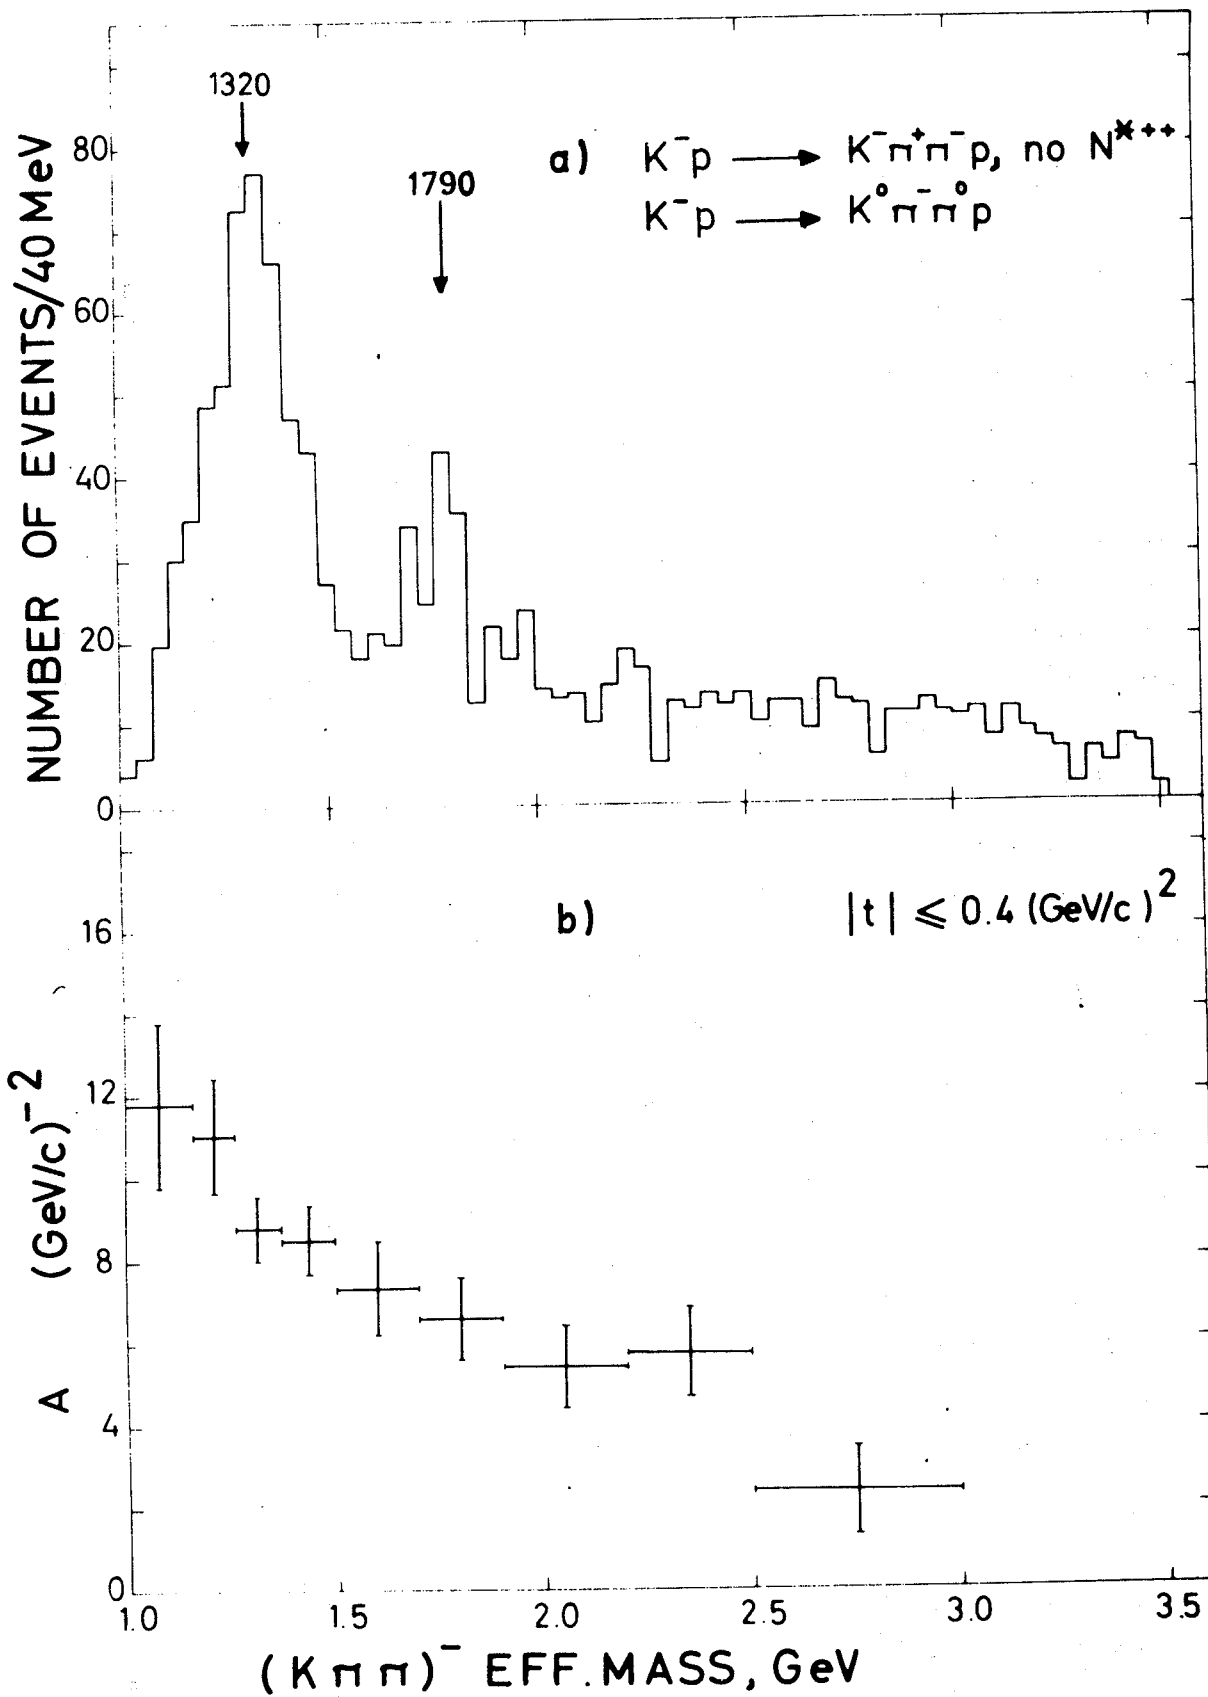 1320
1790
a) K⁻p → K⁻π⁺π⁻p, no N*⁺⁺
K⁻p → K⁰π⁻π⁰p
NUMBER OF EVENTS/40 MeV
80
60
40
20
0
b) |t| ⩽ 0.4 (GeV/c)²
A (GeV/c)⁻²
16
12
8
4
0
1.0 1.5 2.0 2.5 3.0 3.5
(Kππ)⁻ EFF. MASS, GeV